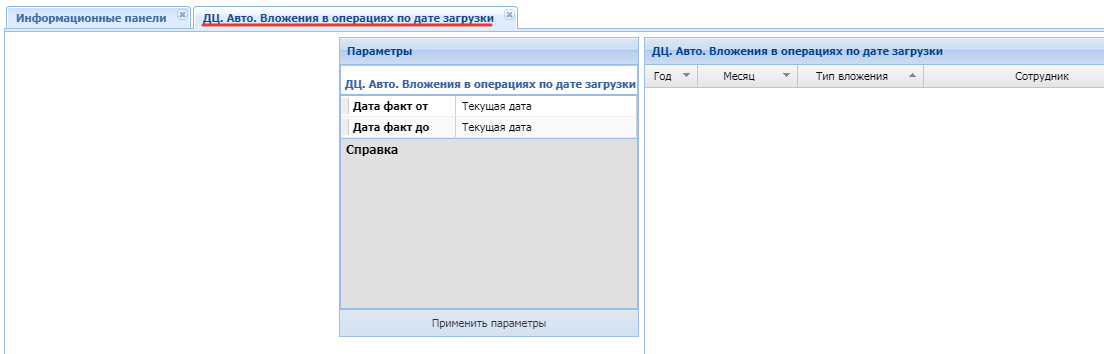 Информационные панели
ДЦ. Авто. Вложения в операциях по дате загрузки
Параметры
ДЦ. Авто. Вложения в операциях по дате загрузки
Дата факт от Текущая дата
Дата факт до Текущая дата
Справка
Применить параметры
ДЦ. Авто. Вложения в операциях по дате загрузки
Год Месяц Тип вложения Сотрудник